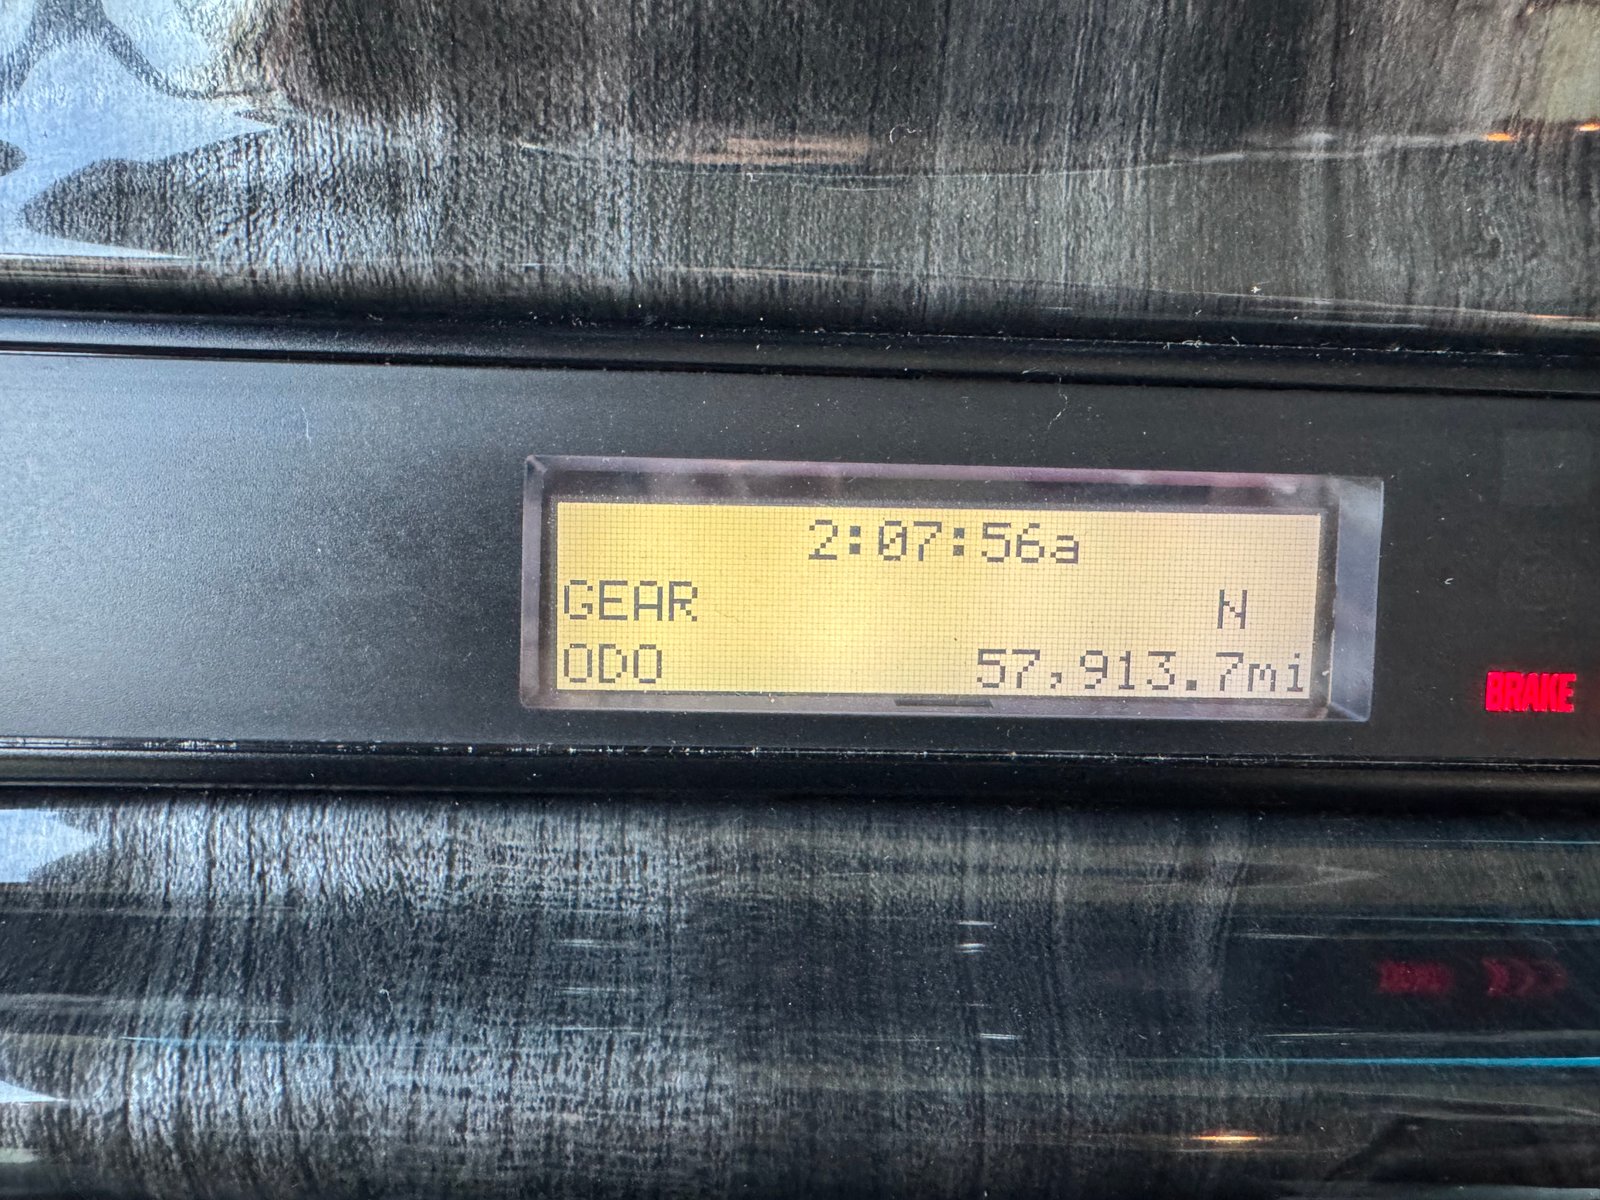 2:07:56a
GEAR N
ODO 57,913.7mi
BRAKE